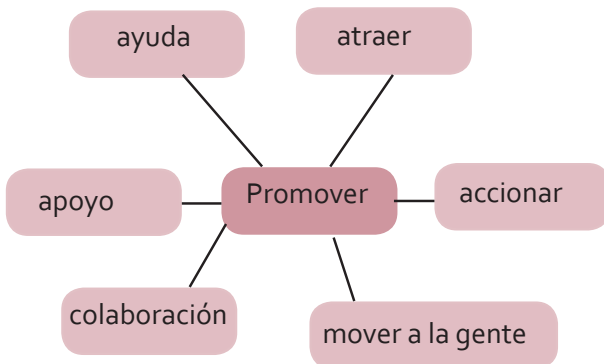 ayuda
atraer
apoyo
Promover
accionar
colaboración
mover a la gente